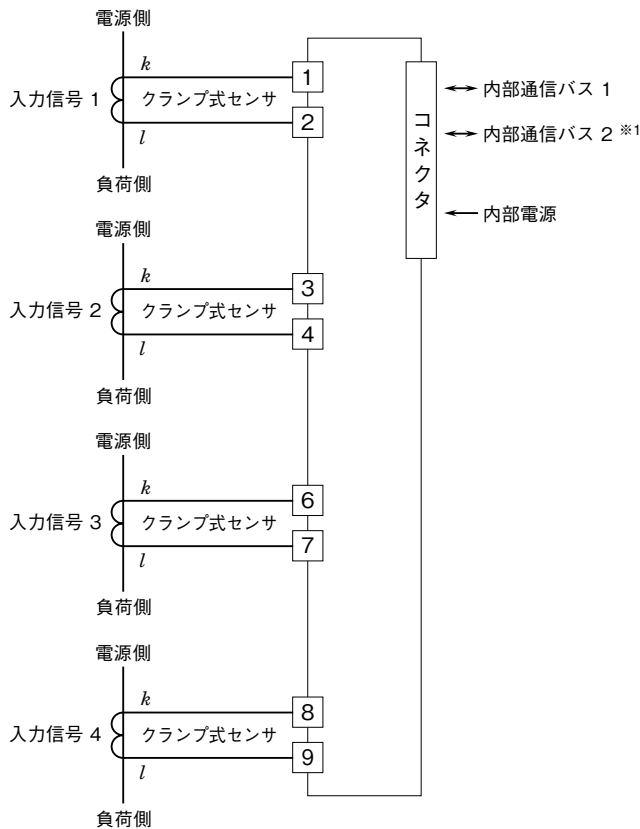 電源側
k
入力信号 1
クランプ式センサ
l
負荷側
1
2
電源側
k
入力信号 2
クランプ式センサ
l
負荷側
3
4
電源側
k
入力信号 3
クランプ式センサ
l
負荷側
6
7
電源側
k
入力信号 4
クランプ式センサ
l
負荷側
8
9
コネクタ
内部通信バス 1
内部通信バス 2 ※1
内部電源